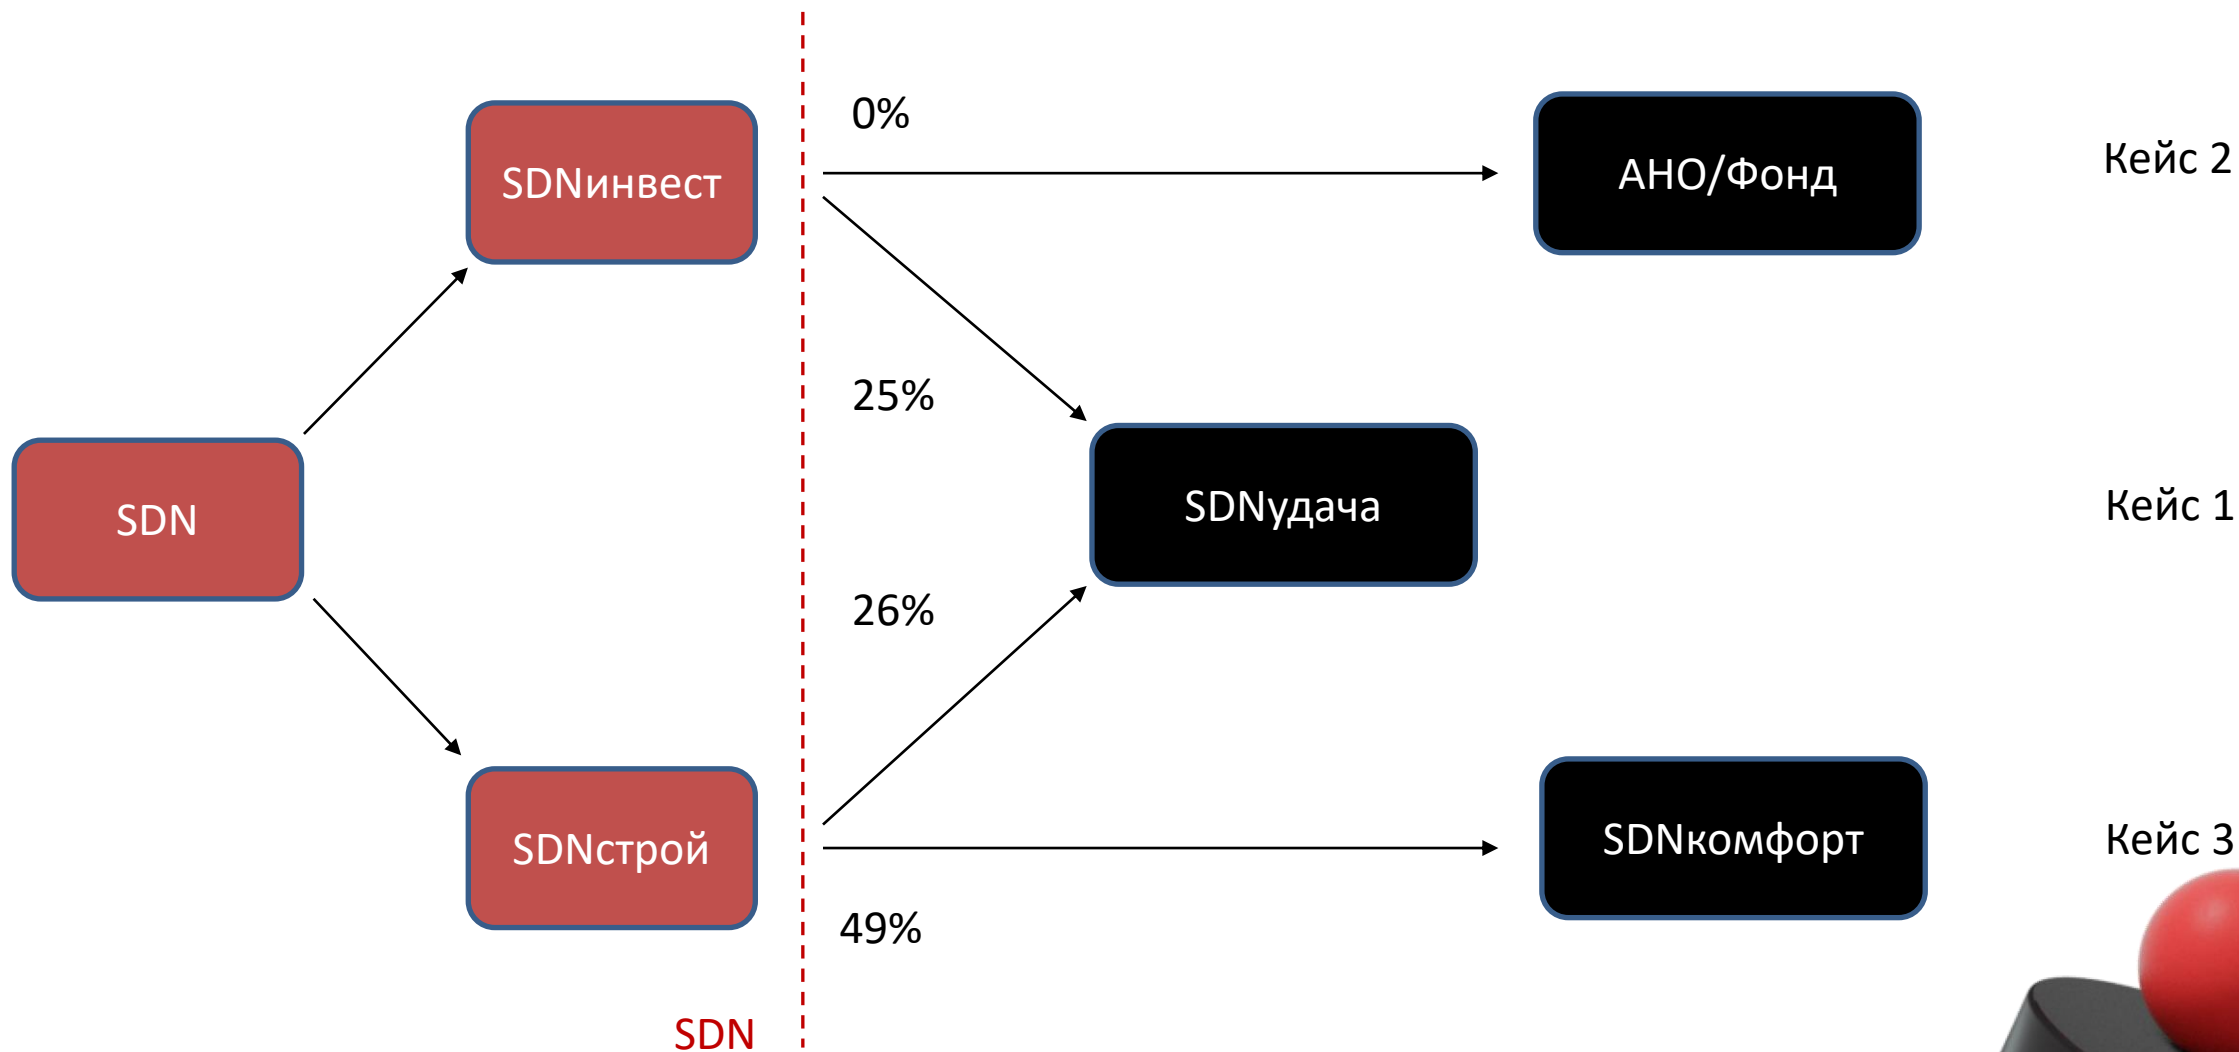 0%
SDNинвест
АНО/Фонд
Кейс 2
25%
SDN
SDNудача
Кейс 1
26%
SDNстрой
SDNкомфорт
Кейс 3
49%
SDN